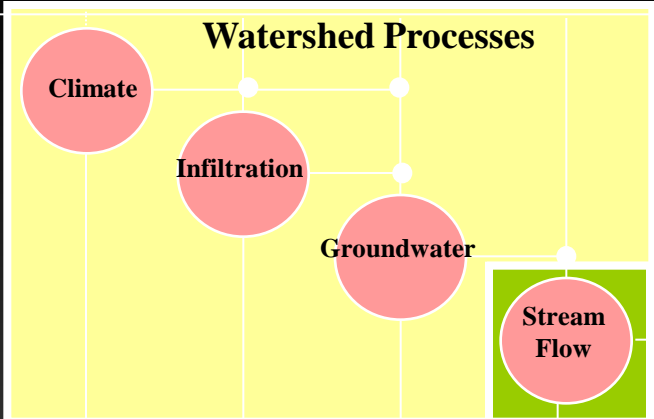 Watershed Processes
Climate
Infiltration
Groundwater
Stream
Flow